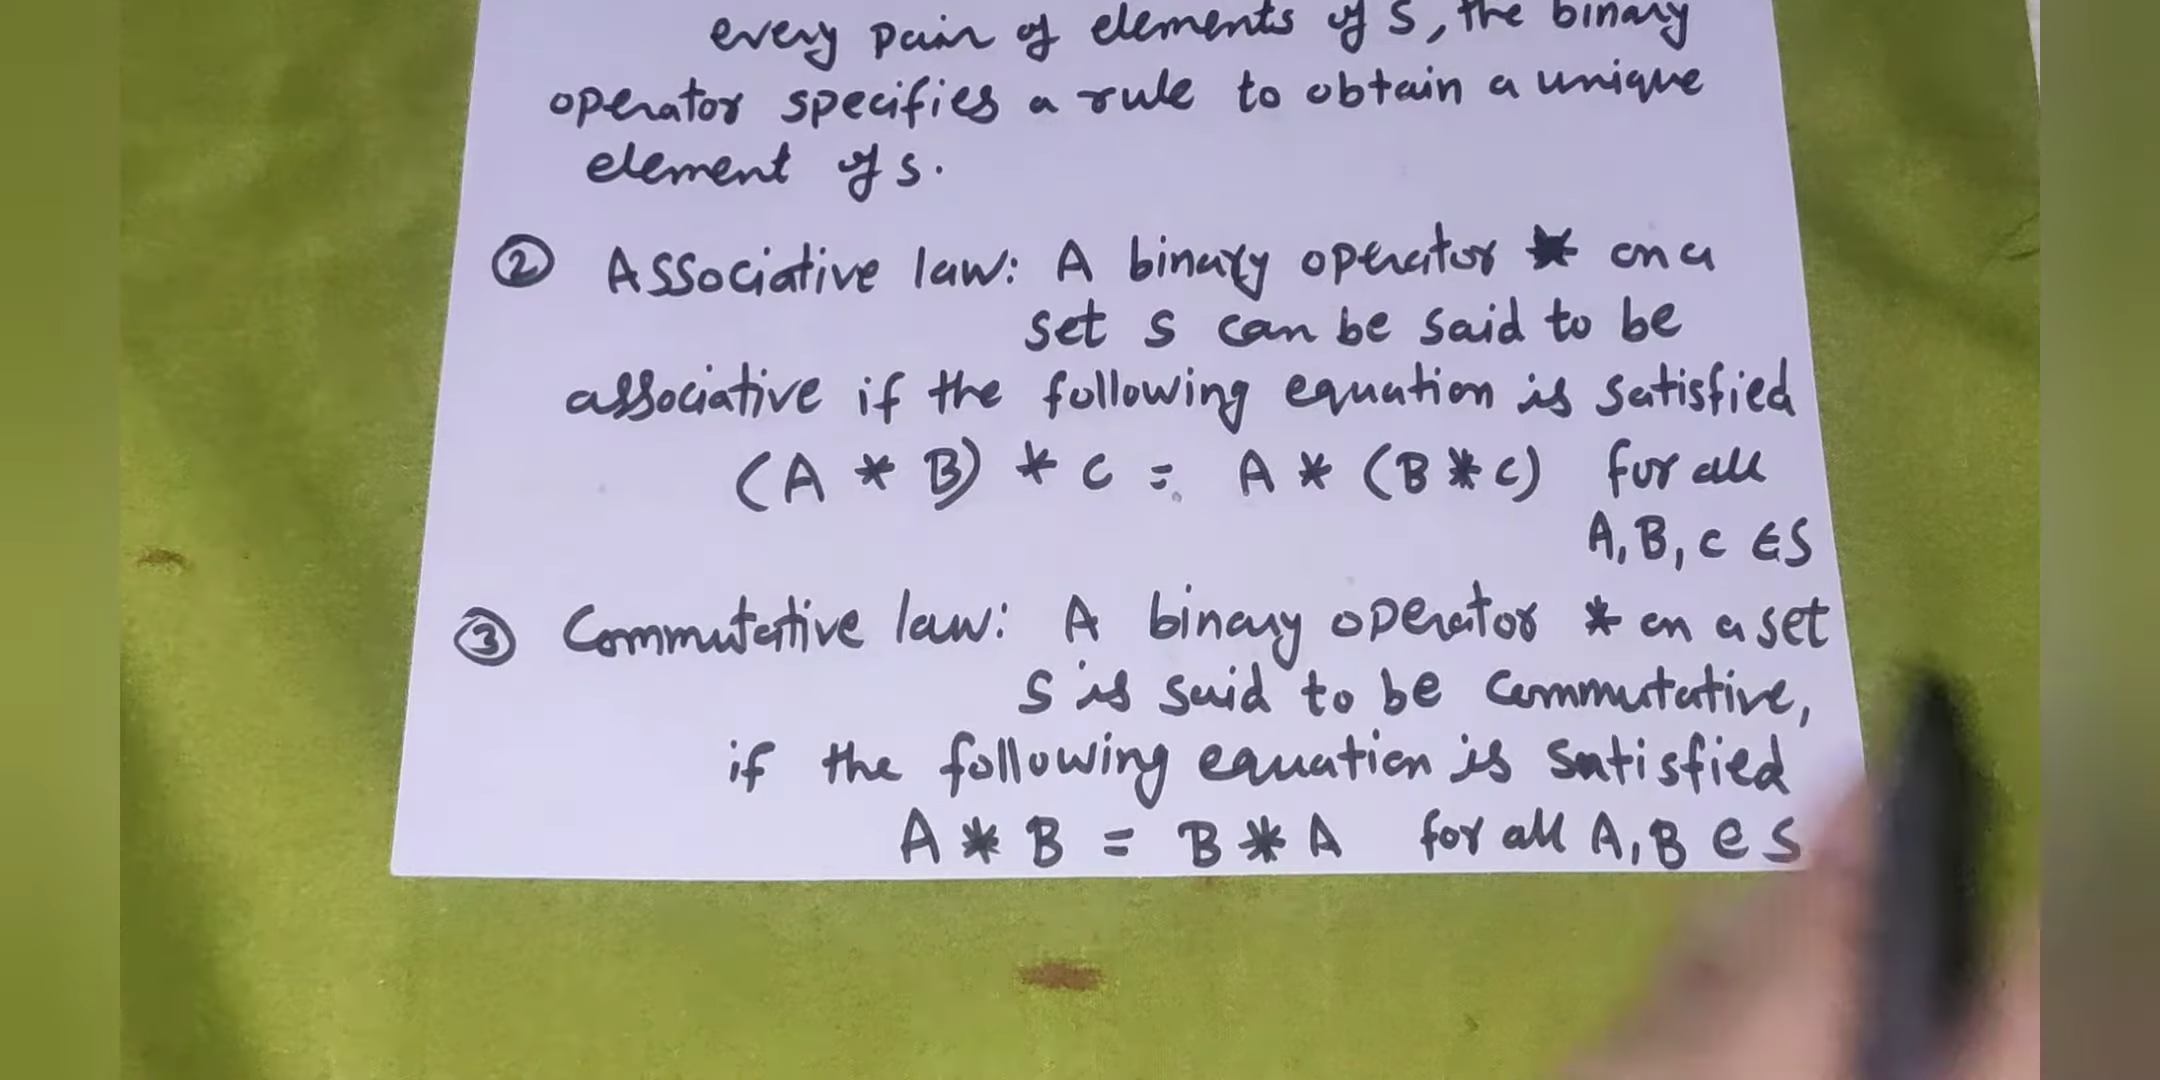 every pair of elements of S, the binary
operator specifies a rule to obtain a unique
element of s.
② Associative law: A binary operator * on a
set s can be said to be
associative if the following equation is satisfied
(A * B) * C = A * (B * C) for all
A, B, C ∈ S
③ Commutative law: A binary operator * on a set
S is said to be commutative,
if the following equation is satisfied
A * B = B * A for all A, B ∈ S